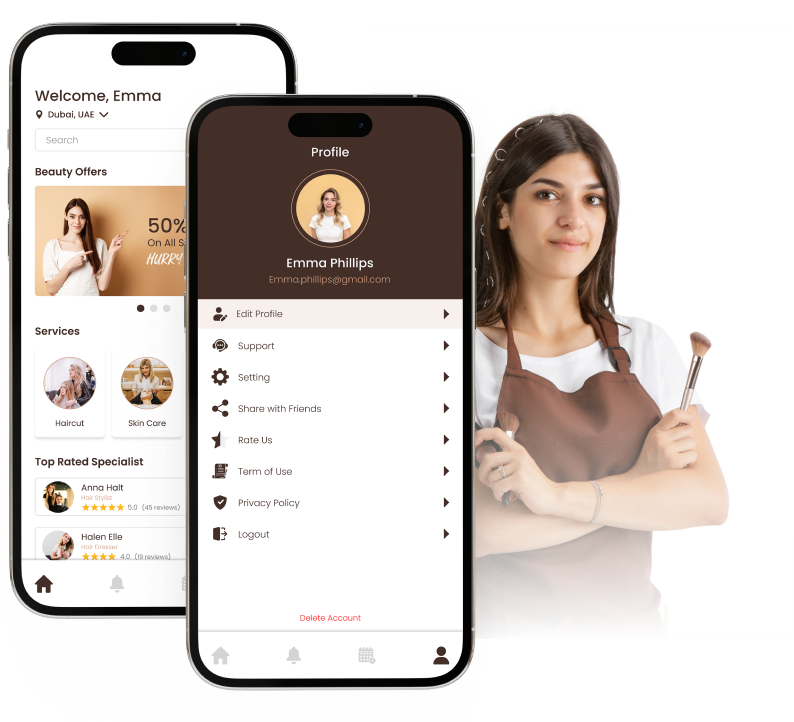 Welcome, Emma
Dubai, UAE
Search
Beauty Offers
50%
On All S
HURRY
Services
Haircut
Skin Care
Top Rated Specialist
Anna Halt
Hair Stylist
5.0 (45 reviews)
Halen Elle
Hair Dresser
4.0 (19 reviews)
Profile
Emma Phillips
Emma.phillips@gmail.com
Edit Profile
Support
Setting
Share with Friends
Rate Us
Term of Use
Privacy Policy
Logout
Delete Account